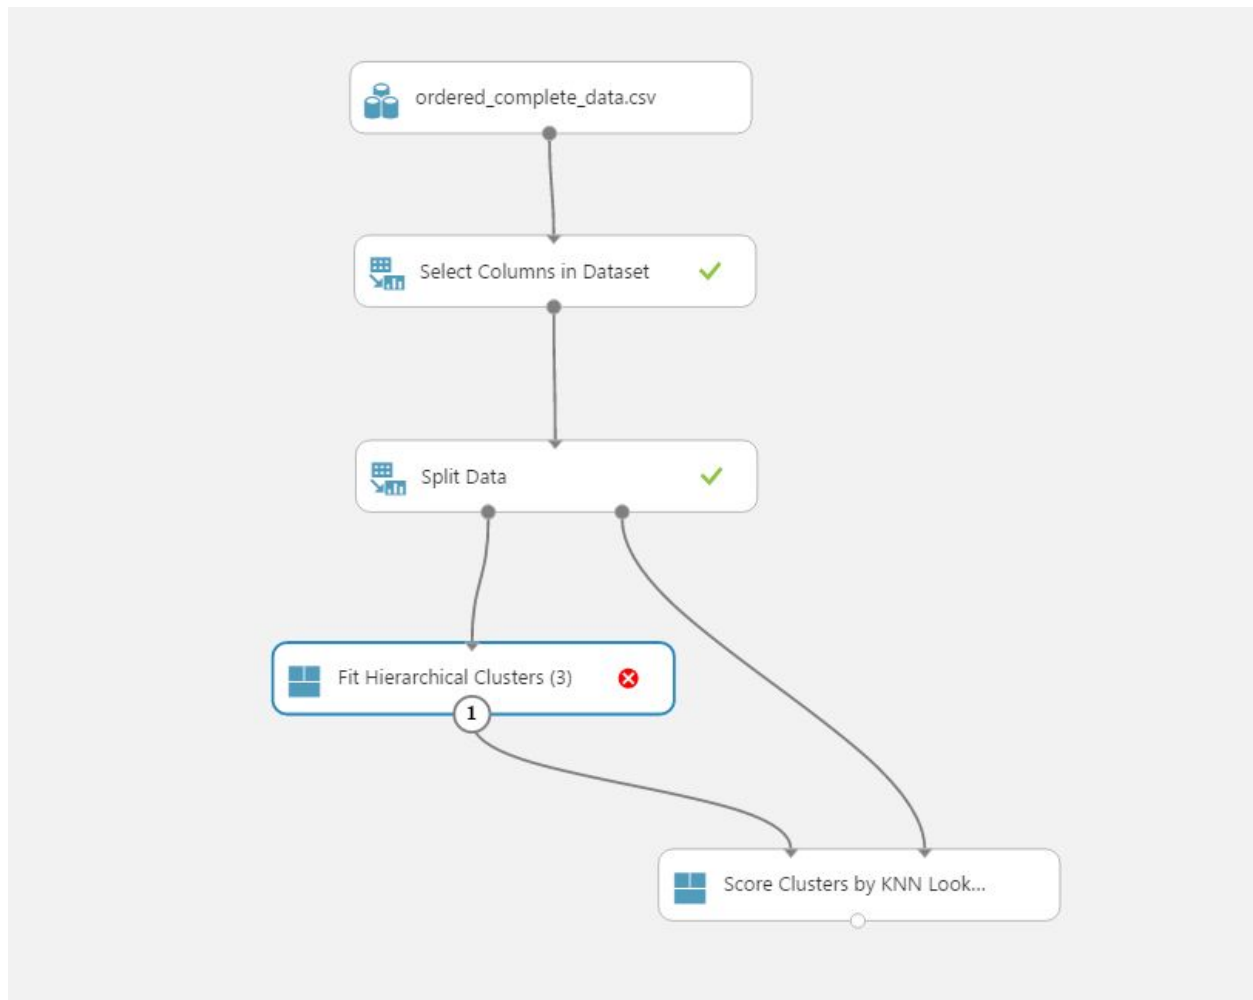 ordered_complete_data.csv
Select Columns in Dataset
Split Data
Fit Hierarchical Clusters (3)
1
Score Clusters by KNN Look...